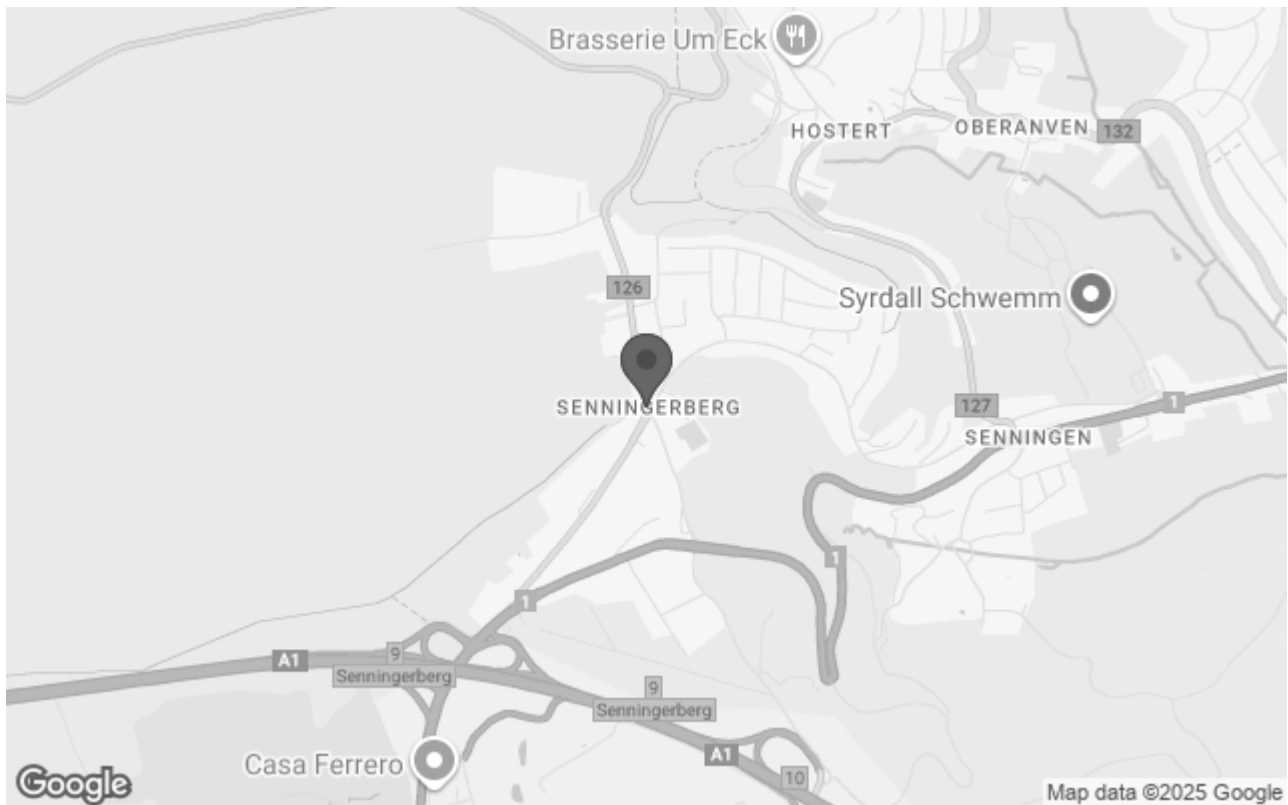 Brasserie Um Eck
HOSTERT
OBERANVEN
132
126
Syrdall Schwemm
SENNINGERBERG
127
1
SENNINGEN
1
1
9
Senningerberg
A1
9
Senningerberg
A1
10
Casa Ferrero
Google
Map data ©2025 Google